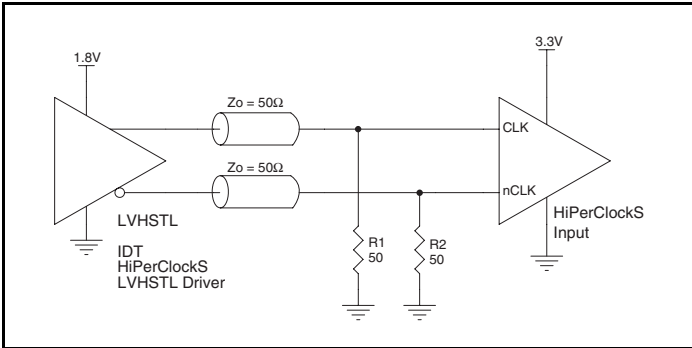 1.8V
3.3V
Zo = 50Ω
CLK
Zo = 50Ω
nCLK
LVHSTL
HiPerClockS
Input
R1
50
R2
50
IDT
HiPerClockS
LVHSTL Driver